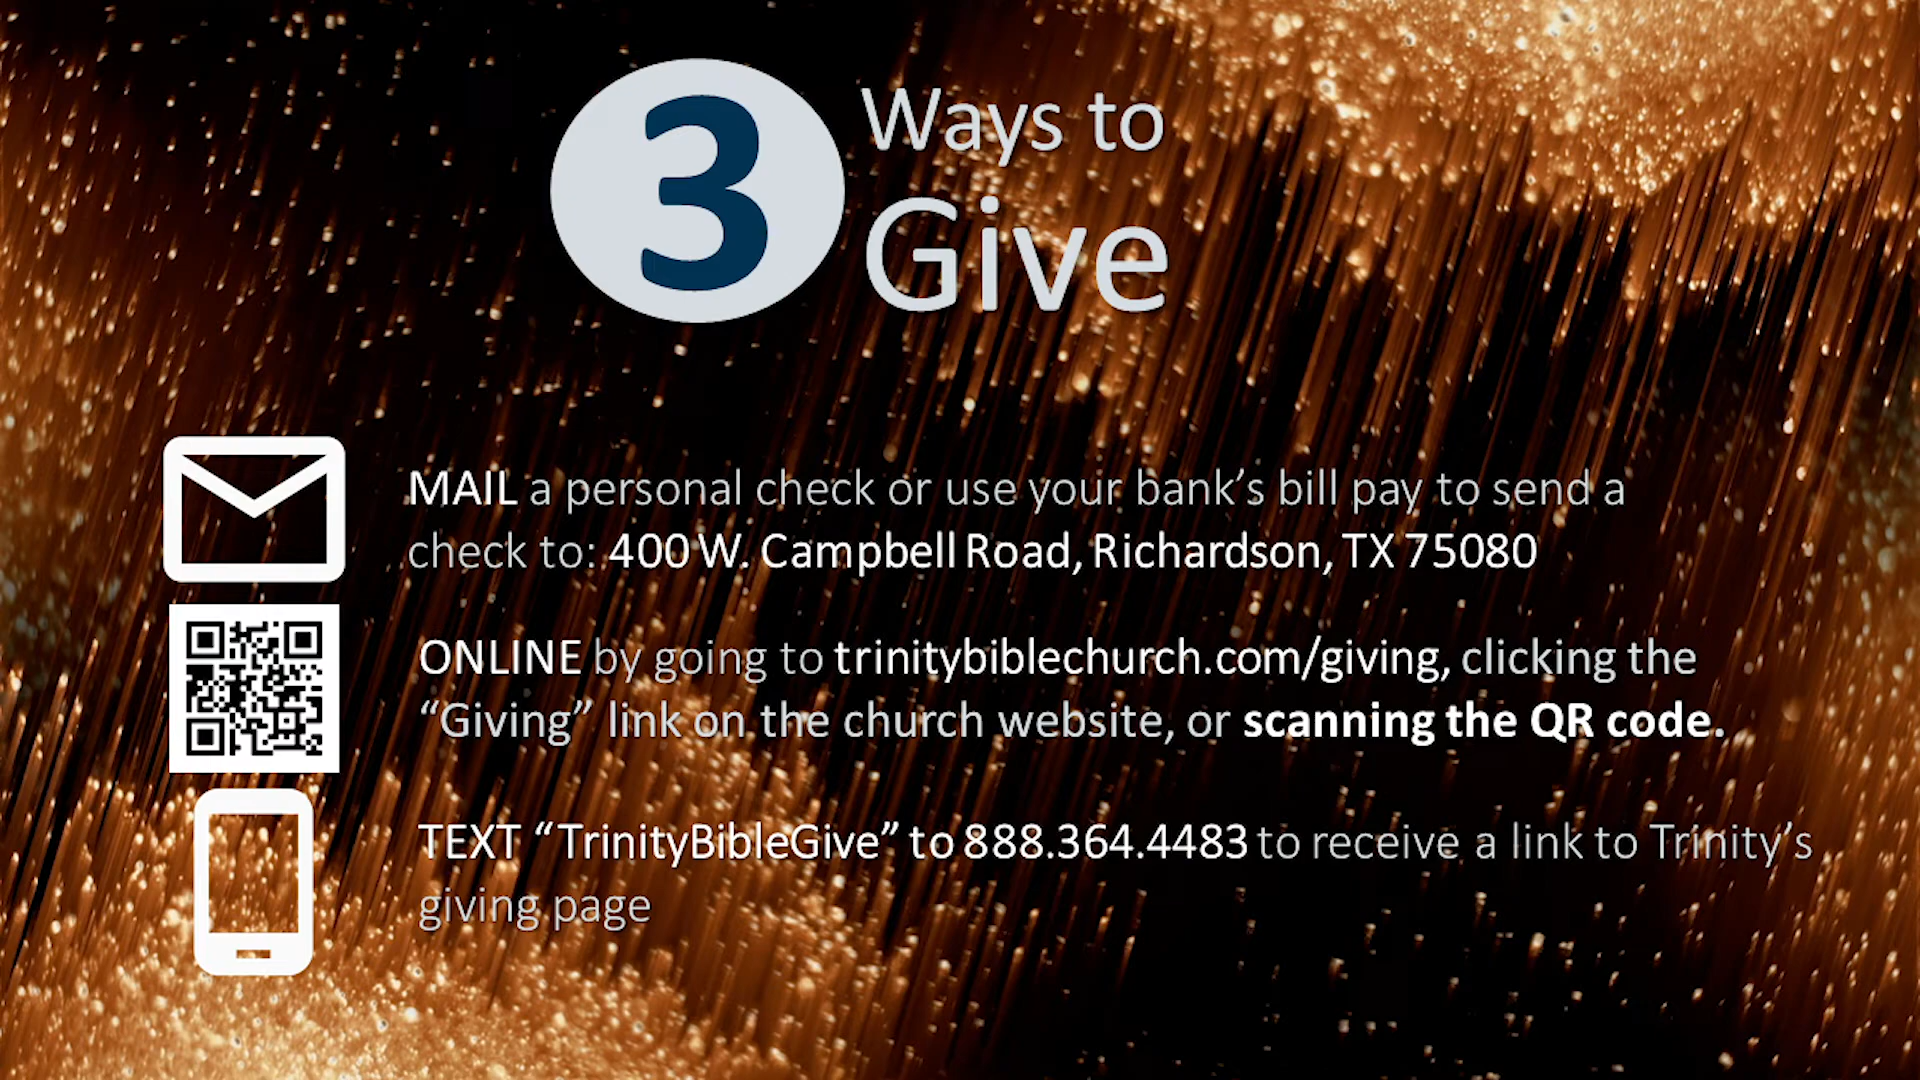 3 Ways to
Give
MAIL a personal check or use your bank’s bill pay to send a
check to: 400 W. Campbell Road, Richardson, TX 75080
ONLINE by going to trinitybiblechurch.com/giving, clicking the
“Giving” link on the church website, or scanning the QR code.
TEXT “TrinityBibleGive” to 888.364.4483 to receive a link to Trinity’s
giving page